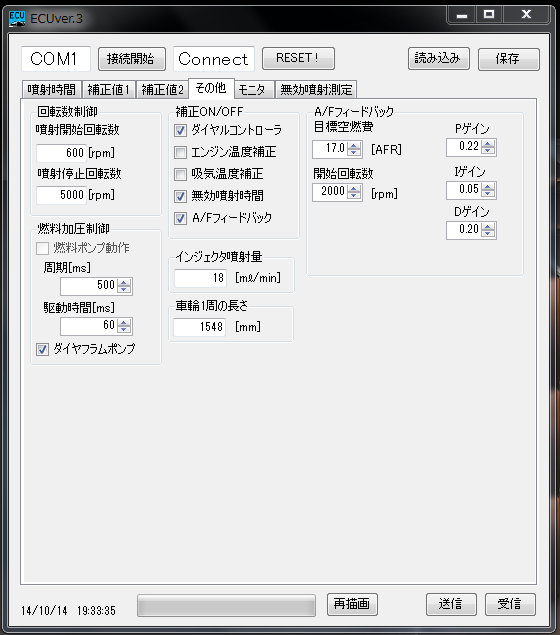 ECU ECUver.3
COM1 接続開始 Connect RESET! 読み込み 保存
噴射時間 補正値1 補正値2 その他 モニタ 無効噴射測定
回転数制御
噴射開始回転数
600 [rpm]
噴射停止回転数
5000 [rpm]
燃料加圧制御
燃料ポンプ動作
周期[ms]
500
駆動時間[ms]
60
ダイヤフラムポンプ
補正ON/OFF
ダイヤルコントローラ
エンジン温度補正
吸気温度補正
無効噴射時間
A/Fフィードバック
インジェクタ噴射量
18 [mℓ/min]
車輪1周の長さ
1548 [mm]
A/Fフィードバック
目標空燃費
17.0 [AFR]
開始回転数
2000 [rpm]
Pゲイン
0.22
Iゲイン
0.05
Dゲイン
0.20
14/10/14 19:33:35 再描画 送信 受信